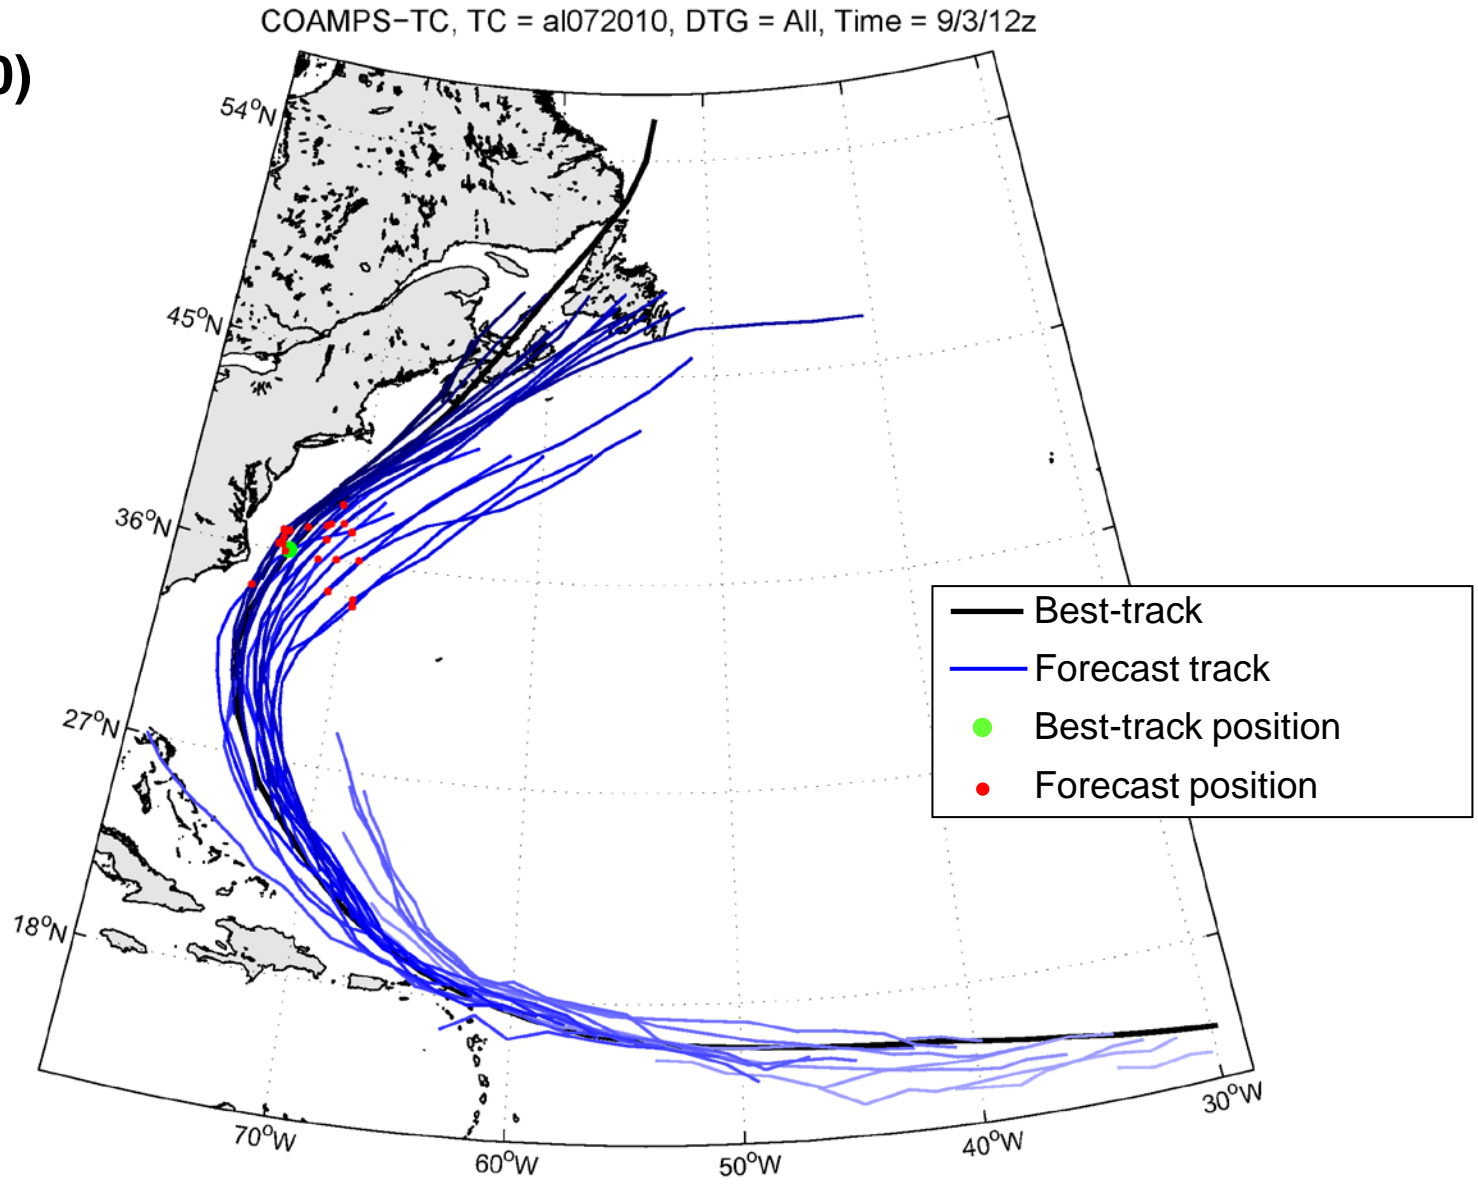 COAMPS−TC, TC = al072010, DTG = All, Time = 9/3/12z
0)
54°N
45°N
36°N
27°N
18°N
Best-track
Forecast track
Best-track position
Forecast position
70°W
60°W
50°W
40°W
30°W